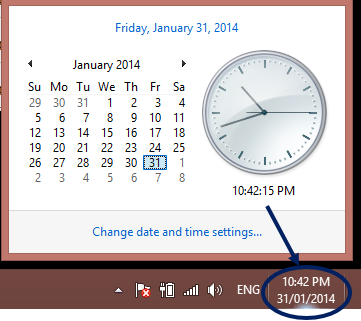 Friday, January 31, 2014
January 2014
Su Mo Tu We Th Fr Sa
29 30 31 1 2 3 4
5 6 7 8 9 10 11
12 13 14 15 16 17 18
19 20 21 22 23 24 25
26 27 28 29 30 31 1
2 3 4 5 6 7 8
10:42:15 PM
Change date and time settings...
ENG
10:42 PM
31/01/2014